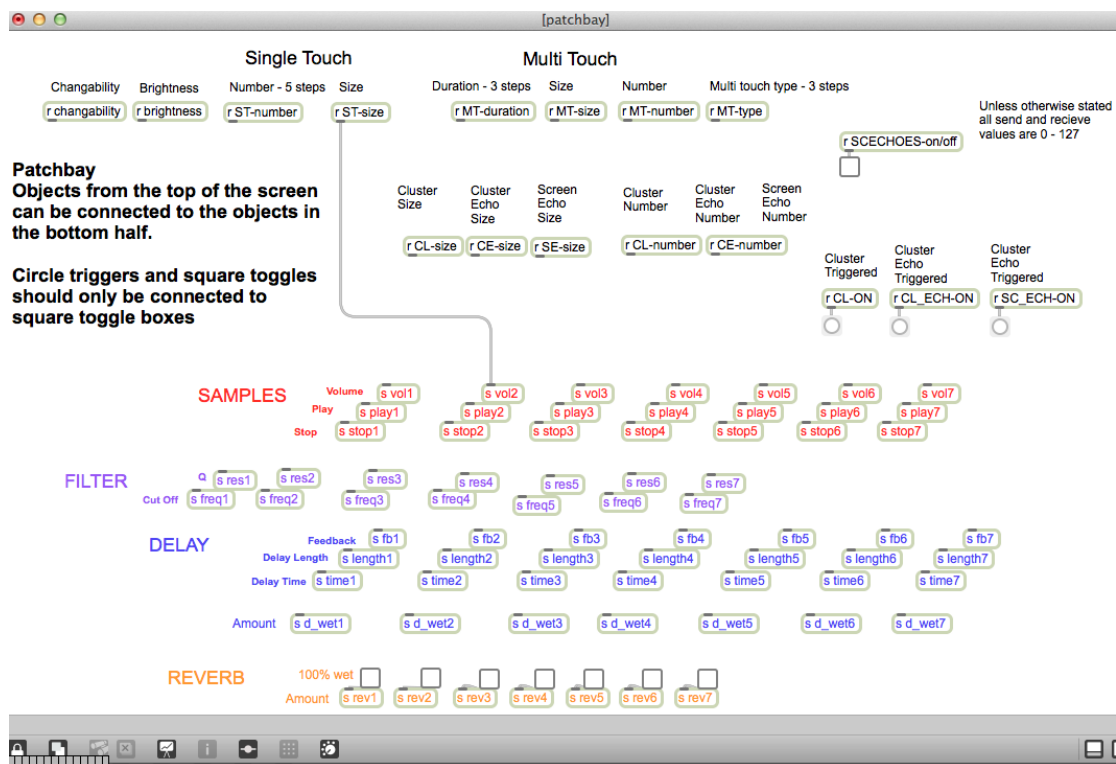 [patchbay]
Single Touch
Multi Touch
Changability
Brightness
Number - 5 steps
Size
Duration - 3 steps
Size
Number
Multi touch type - 3 steps
r changability
r brightness
r ST-number
r ST-size
r MT-duration
r MT-size
r MT-number
r MT-type
Unless otherwise stated
all send and recieve
values are 0 - 127
r SCECHOES-on/off
Patchbay
Objects from the top of the screen
can be connected to the objects in
the bottom half.
Circle triggers and square toggles
should only be connected to
square toggle boxes
Cluster
Size
Cluster
Echo
Size
Screen
Echo
Size
Cluster
Number
Cluster
Echo
Number
Screen
Echo
Number
r CL-size
r CE-size
r SE-size
r CL-number
r CE-number
Cluster
Triggered
Cluster
Echo
Triggered
Cluster
Echo
Triggered
r CL-ON
r CL_ECH-ON
r SC_ECH-ON
SAMPLES
Volume
s vol1
s vol2
s vol3
s vol4
s vol5
s vol6
s vol7
Play
s play1
s play2
s play3
s play4
s play5
s play6
s play7
Stop
s stop1
s stop2
s stop3
s stop4
s stop5
s stop6
s stop7
FILTER
Q
s res1
s res2
s res3
s res4
s res5
s res6
s res7
Cut Off
s freq1
s freq2
s freq3
s freq4
s freq5
s freq6
s freq7
DELAY
Feedback
s fb1
s fb2
s fb3
s fb4
s fb5
s fb6
s fb7
Delay Length
s length1
s length2
s length3
s length4
s length5
s length6
s length7
Delay Time
s time1
s time2
s time3
s time4
s time5
s time6
s time7
Amount
s d_wet1
s d_wet2
s d_wet3
s d_wet4
s d_wet5
s d_wet6
s d_wet7
REVERB
100% wet
Amount
s rev1
s rev2
s rev3
s rev4
s rev5
s rev6
s rev7